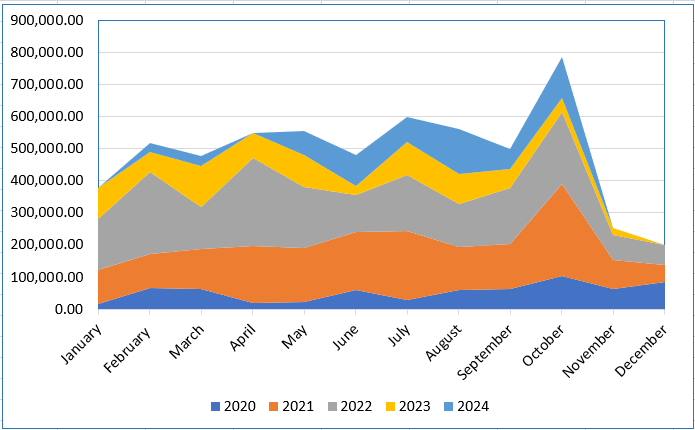 900,000.00
800,000.00
700,000.00
600,000.00
500,000.00
400,000.00
300,000.00
200,000.00
100,000.00
0.00
January
February
March
April
May
June
July
August
September
October
November
December
2020 2021 2022 2023 2024